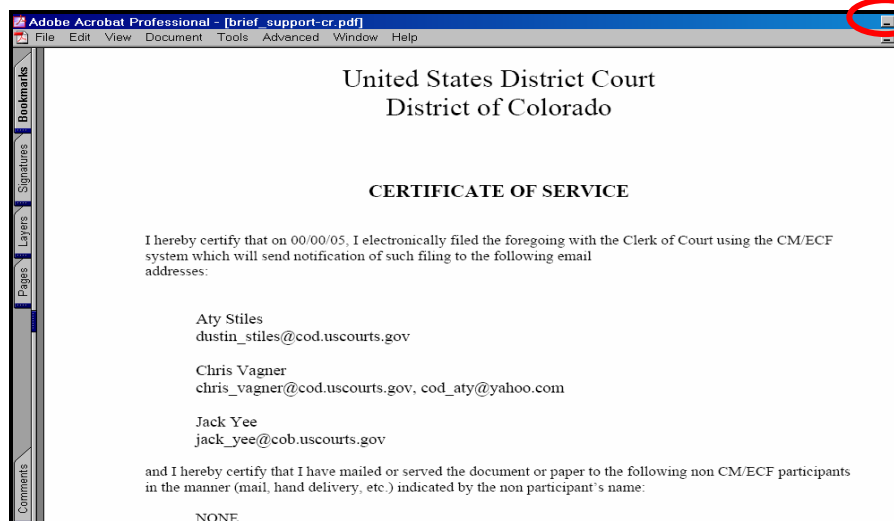 Adobe Acrobat Professional - [brief_support-cr.pdf]
File Edit View Document Tools Advanced Window Help
Bookmarks
Signatures
Layers
Pages
Comments
United States District Court
District of Colorado
CERTIFICATE OF SERVICE
I hereby certify that on 00/00/05, I electronically filed the foregoing with the Clerk of Court using the CM/ECF
system which will send notification of such filing to the following email
addresses:
Aty Stiles
dustin_stiles@cod.uscourts.gov
Chris Vagner
chris_vagner@cod.uscourts.gov, cod_aty@yahoo.com
Jack Yee
jack_yee@cob.uscourts.gov
and I hereby certify that I have mailed or served the document or paper to the following non CM/ECF participants
in the manner (mail, hand delivery, etc.) indicated by the non participant's name:
NONE